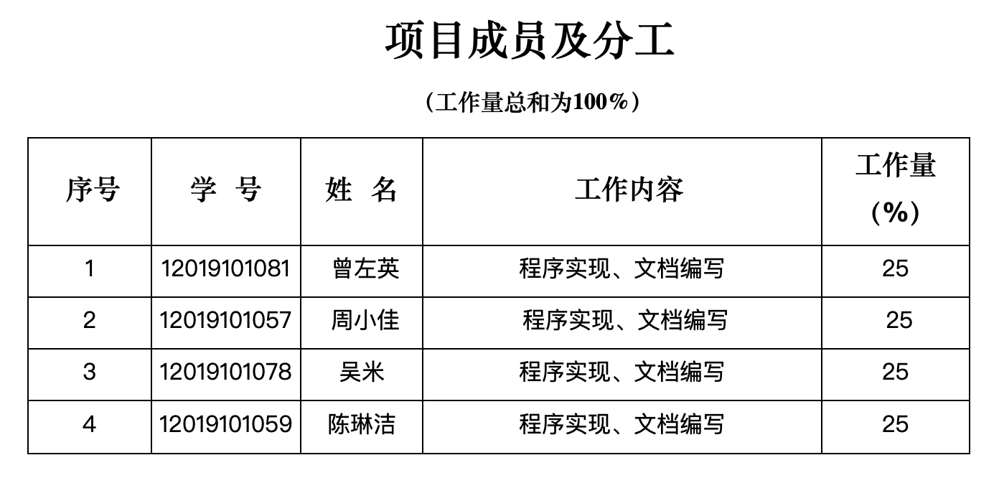 项目成员及分工
（工作量总和为100%）
序号 学 号 姓 名 工作内容 工作量（%）
1 12019101081 曾左英 程序实现、文档编写 25
2 12019101057 周小佳 程序实现、文档编写 25
3 12019101078 吴米 程序实现、文档编写 25
4 12019101059 陈琳洁 程序实现、文档编写 25